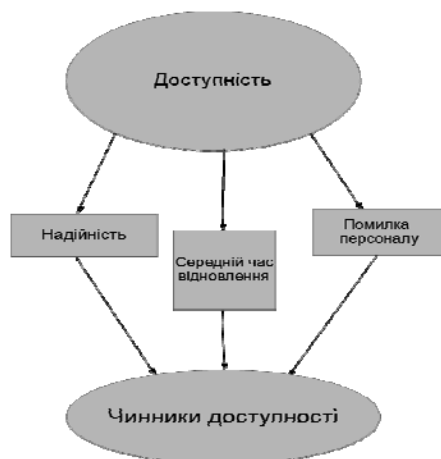 Доступність
Надійність
Середній час
відновлення
Помилка
персоналу
Чинники доступності